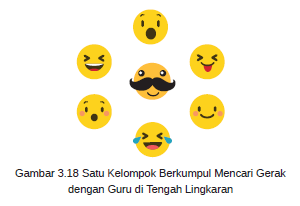 Gambar 3.18 Satu Kelompok Berkumpul Mencari Gerak
dengan Guru di Tengah Lingkaran